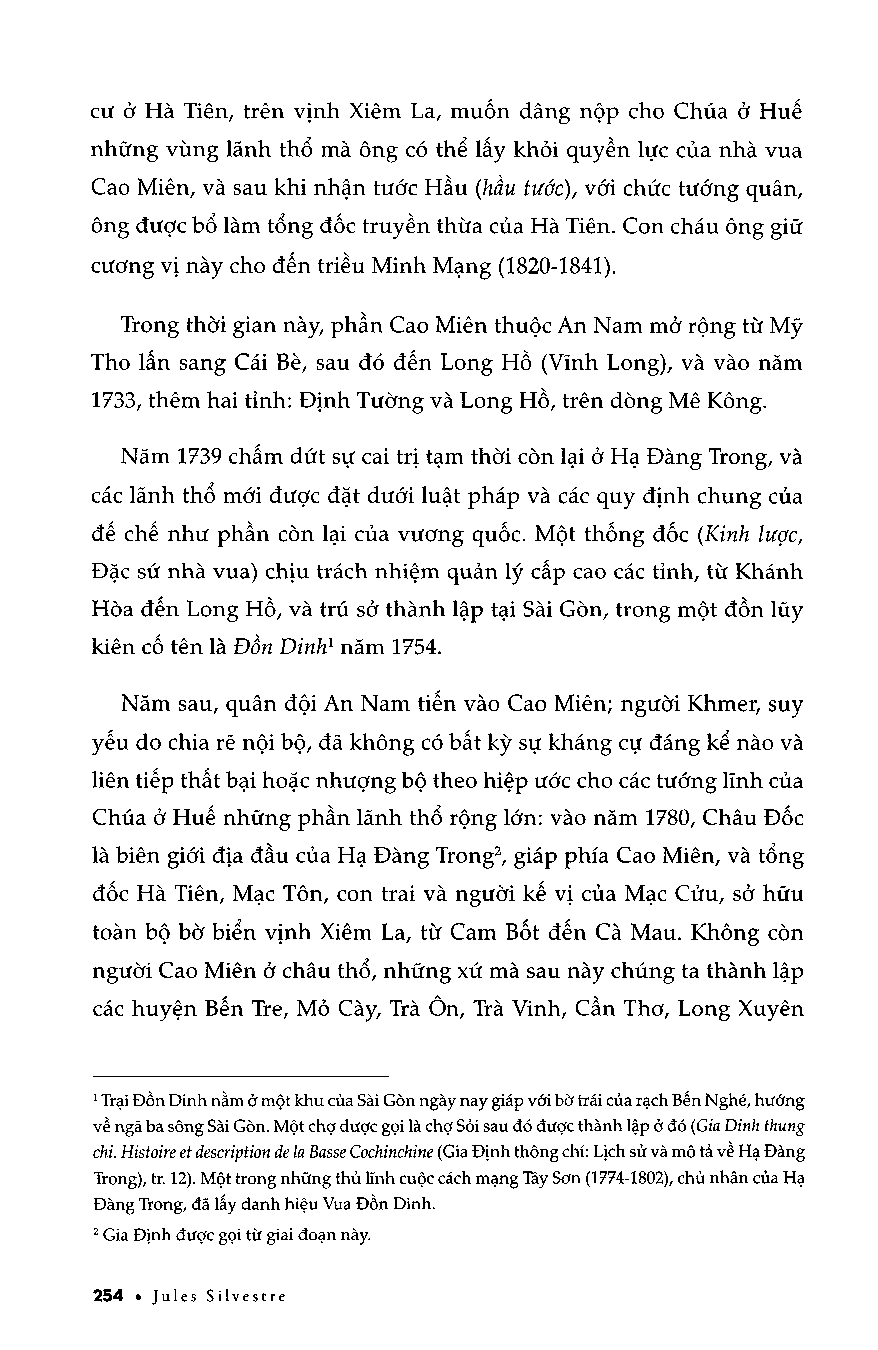 cư ở Hà Tiên, trên vịnh Xiêm La, muốn dâng nộp cho Chúa ở Huế
những vùng lãnh thổ mà ông có thể lấy khỏi quyền lực của nhà vua
Cao Miên, và sau khi nhận tước Hầu (hầu tước), với chức tướng quân,
ông được bổ làm tổng đốc truyền thừa của Hà Tiên. Con cháu ông giữ
cương vị này cho đến triều Minh Mạng (1820-1841).
Trong thời gian này, phần Cao Miên thuộc An Nam mở rộng từ Mỹ
Tho lấn sang Cái Bè, sau đó đến Long Hồ (Vĩnh Long), và vào năm
1733, thêm hai tỉnh: Định Tường và Long Hồ, trên dòng Mê Kông.
Năm 1739 chấm dứt sự cai trị tạm thời còn lại ở Hạ Đàng Trong, và
các lãnh thổ mới được đặt dưới luật pháp và các quy định chung của
đế chế như phần còn lại của vương quốc. Một thống đốc (Kinh lược,
Đặc sứ nhà vua) chịu trách nhiệm quản lý cấp cao các tỉnh, từ Khánh
Hòa đến Long Hồ, và trú sở thành lập tại Sài Gòn, trong một đồn lũy
kiên cố tên là Đồn Dinh¹ năm 1754.
Năm sau, quân đội An Nam tiến vào Cao Miên; người Khmer, suy
yếu do chia rẽ nội bộ, đã không có bất kỳ sự kháng cự đáng kể nào và
liên tiếp thất bại hoặc nhượng bộ theo hiệp ước cho các tướng lĩnh của
Chúa ở Huế những phần lãnh thổ rộng lớn: vào năm 1780, Châu Đốc
là biên giới địa đầu của Hạ Đàng Trong², giáp phía Cao Miên, và tổng
đốc Hà Tiên, Mạc Tôn, con trai và người kế vị của Mạc Cửu, sở hữu
toàn bộ bờ biển vịnh Xiêm La, từ Cam Bốt đến Cà Mau. Không còn
người Cao Miên ở châu thổ, những xứ mà sau này chúng ta thành lập
các huyện Bến Tre, Mỏ Cày, Trà Ôn, Trà Vinh, Cần Thơ, Long Xuyên
¹ Trại Đồn Dinh nằm ở một khu của Sài Gòn ngày nay giáp với bờ trái của rạch Bến Nghé, hướng
về ngã ba sông Sài Gòn. Một chợ được gọi là chợ Sỏi sau đó được thành lập ở đó (Gia Dinh thung
chi. Histoire et description de la Basse Cochinchine (Gia Định thông chí: Lịch sử và mô tả về Hạ Đàng
Trong), tr. 12). Một trong những thủ lĩnh cuộc cách mạng Tây Sơn (1774-1802), chủ nhân của Hạ
Đàng Trong, đã lấy danh hiệu Vua Đồn Dinh.
² Gia Định được gọi từ giai đoạn này.
254 • Jules Silvestre